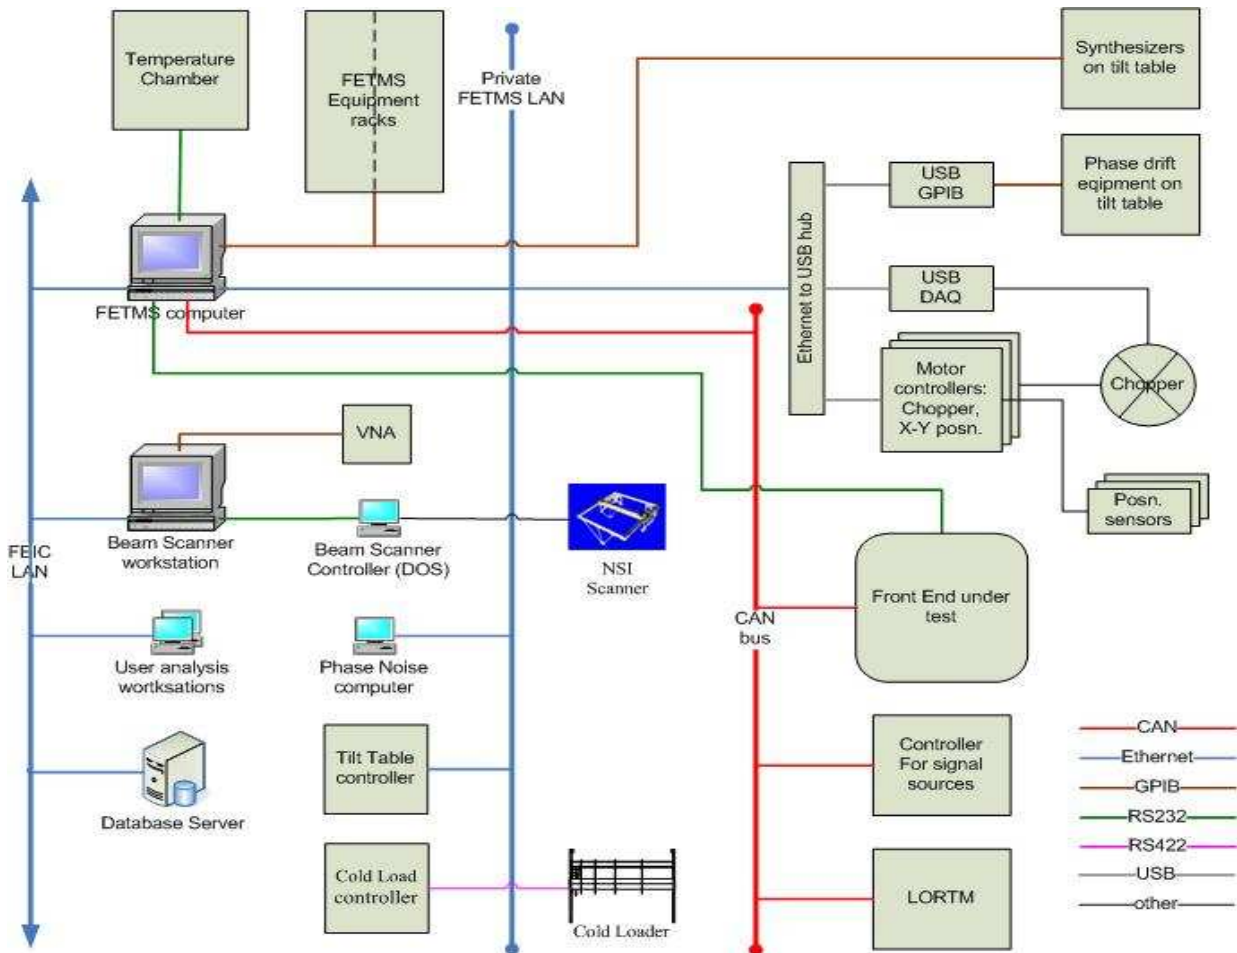 Temperature
Chamber
FETMS
Equipment
racks
Private
FETMS LAN
Synthesizers
on tilt table
USB
GPIB
Phase drift
eqipment on
tilt table
Ethernet to USB hub
USB
DAQ
FETMS computer
Motor
controllers:
Chopper,
X-Y posn.
Chopper
VNA
Posn.
sensors
FEIC
LAN
Beam Scanner
workstation
Beam Scanner
Controller (DOS)
NSI
Scanner
Front End under
test
CAN
bus
User analysis
wortksations
Phase Noise
computer
Tilt Table
controller
Controller
For signal
sources
Database Server
Cold Load
controller
Cold Loader
LORTM
CAN
Ethernet
GPIB
RS232
RS422
USB
other